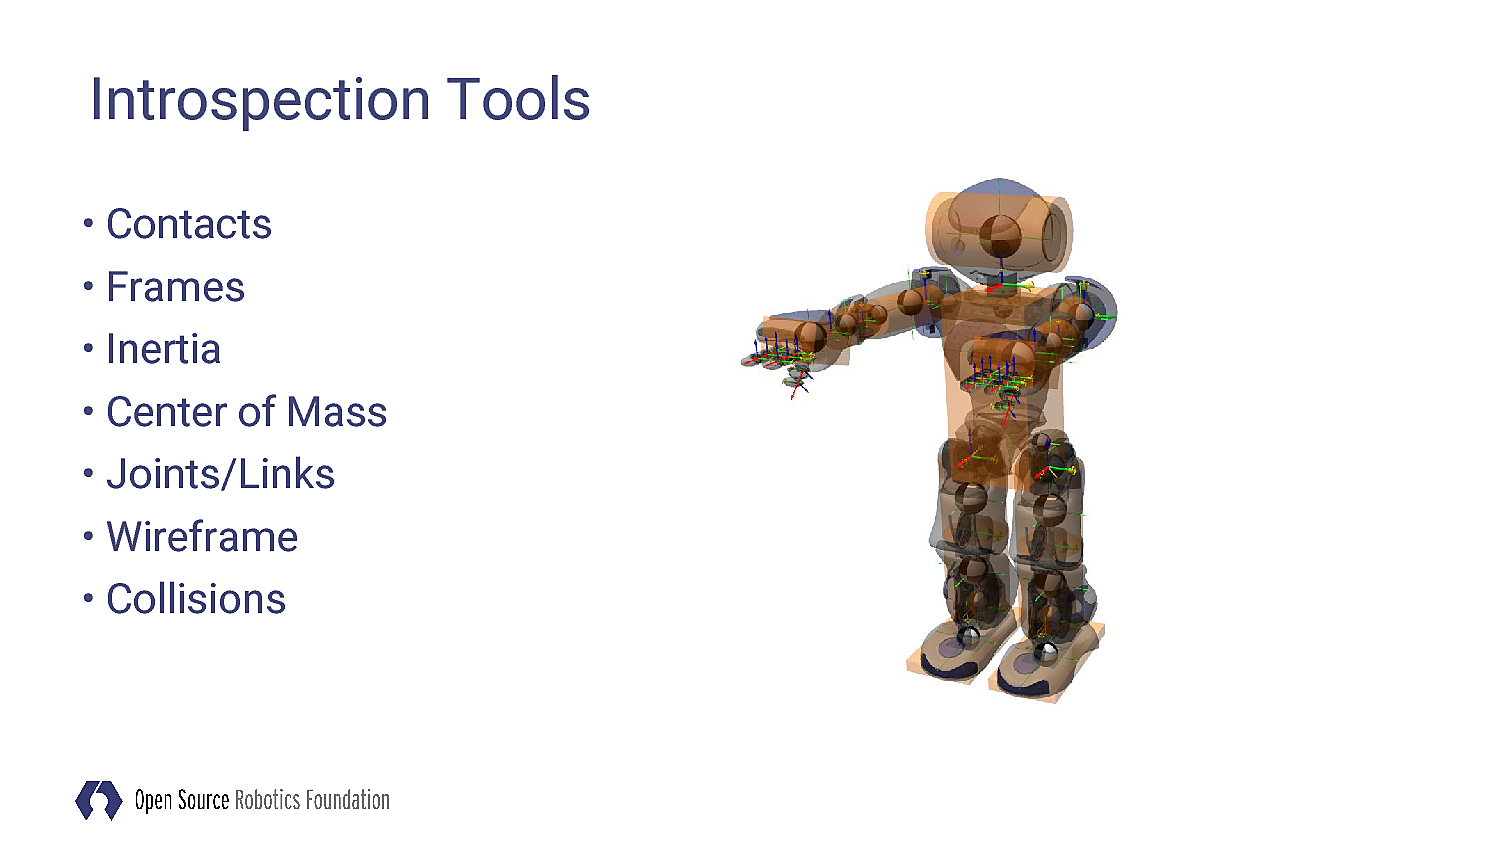 Introspection Tools
• Contacts
• Frames
• Inertia
• Center of Mass
• Joints/Links
• Wireframe
• Collisions
Open Source Robotics Foundation